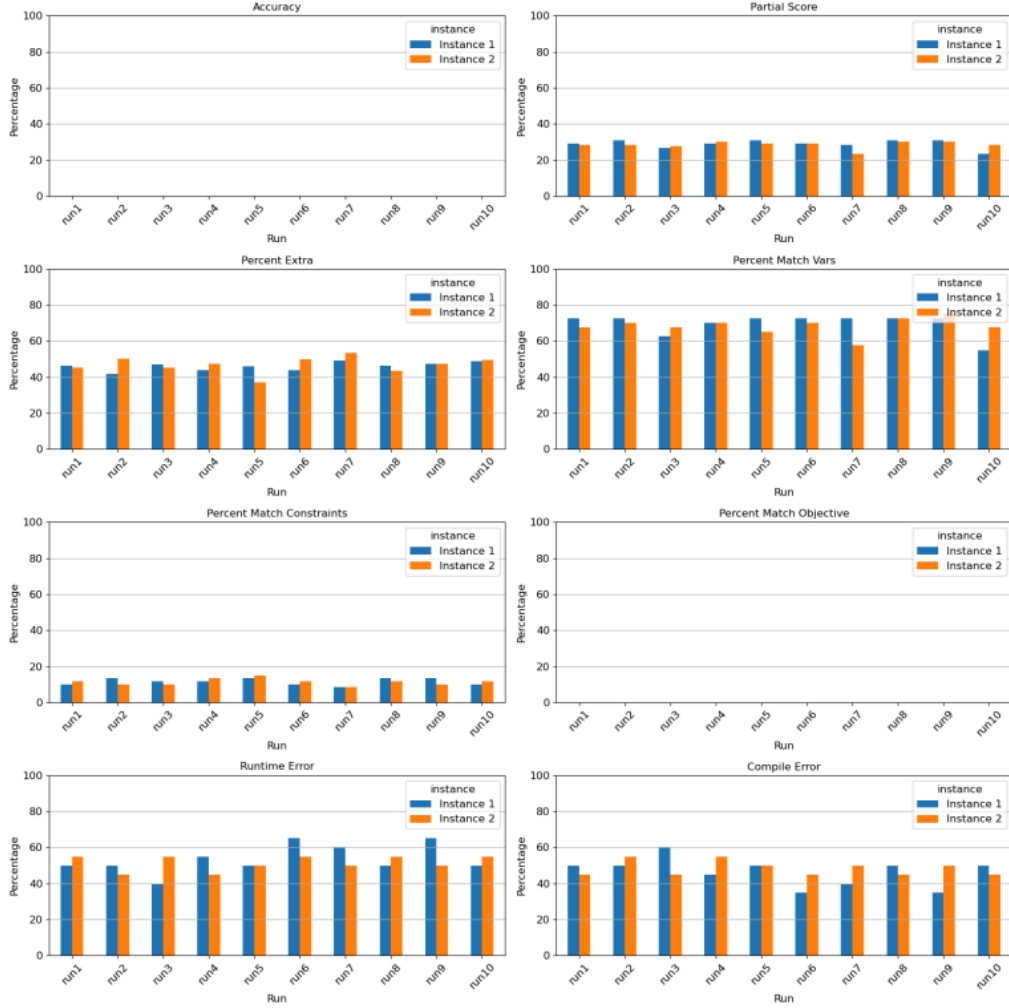 Accuracy
Percentage
100
80
60
40
20
0
instance
Instance 1
Instance 2
run1 run2 run3 run4 run5 run6 run7 run8 run9 run10
Run
Partial Score
Percentage
100
80
60
40
20
0
instance
Instance 1
Instance 2
run1 run2 run3 run4 run5 run6 run7 run8 run9 run10
Run
Percent Extra
Percentage
100
80
60
40
20
0
instance
Instance 1
Instance 2
run1 run2 run3 run4 run5 run6 run7 run8 run9 run10
Run
Percent Match Vars
Percentage
100
80
60
40
20
0
instance
Instance 1
Instance 2
run1 run2 run3 run4 run5 run6 run7 run8 run9 run10
Run
Percent Match Constraints
Percentage
100
80
60
40
20
0
instance
Instance 1
Instance 2
run1 run2 run3 run4 run5 run6 run7 run8 run9 run10
Run
Percent Match Objective
Percentage
100
80
60
40
20
0
instance
Instance 1
Instance 2
run1 run2 run3 run4 run5 run6 run7 run8 run9 run10
Run
Runtime Error
Percentage
100
80
60
40
20
0
instance
Instance 1
Instance 2
run1 run2 run3 run4 run5 run6 run7 run8 run9 run10
Run
Compile Error
Percentage
100
80
60
40
20
0
instance
Instance 1
Instance 2
run1 run2 run3 run4 run5 run6 run7 run8 run9 run10
Run